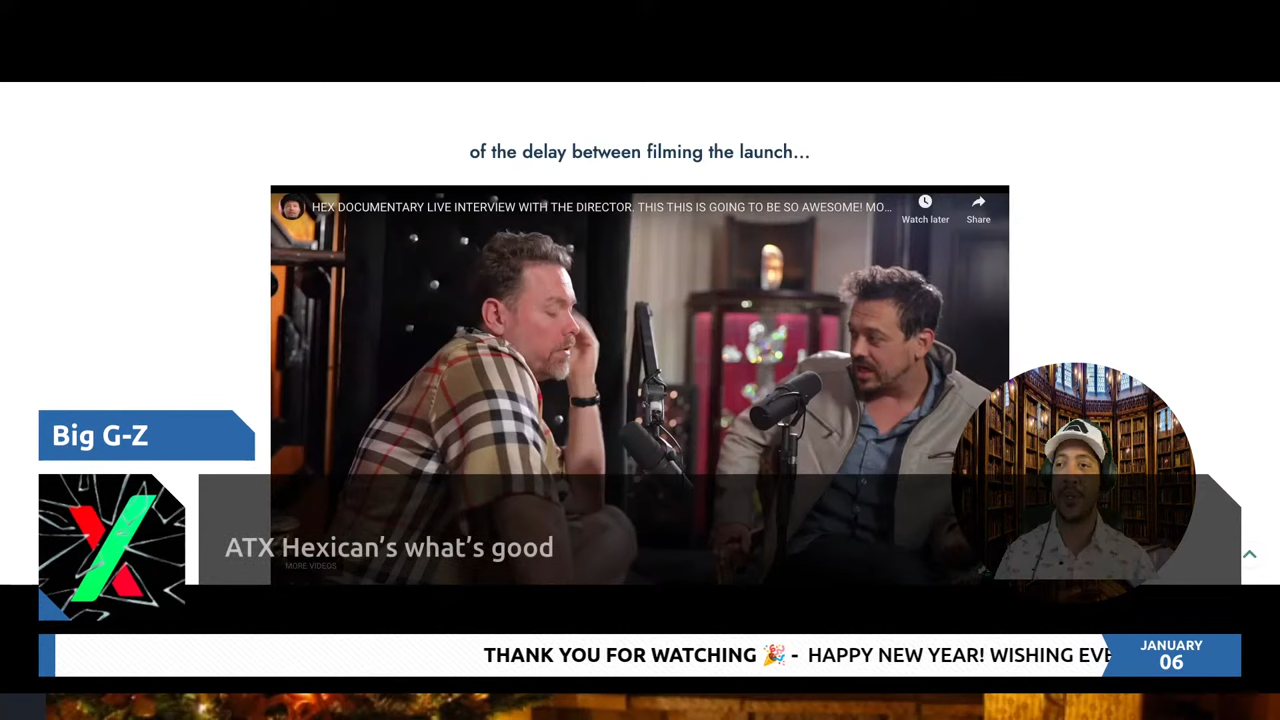 of the delay between filming the launch...
HEX DOCUMENTARY LIVE INTERVIEW WITH THE DIRECTOR. THIS THIS IS GOING TO BE SO AWESOME! MO...
Watch later
Share
Big G-Z
ATX Hexican’s what’s good
MORE VIDEOS
THANK YOU FOR WATCHING 🎉 - HAPPY NEW YEAR! WISHING EVE
JANUARY
06